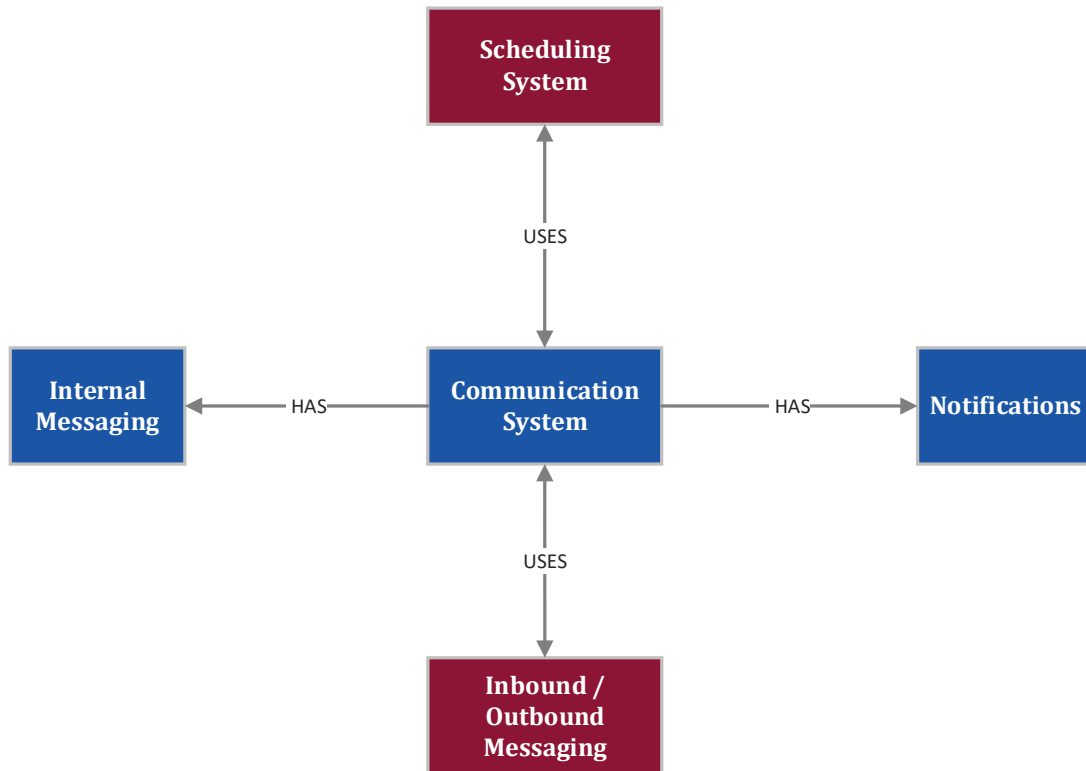 Scheduling
System
USES
Internal
Messaging
HAS
Communication
System
HAS
Notifications
USES
Inbound /
Outbound
Messaging